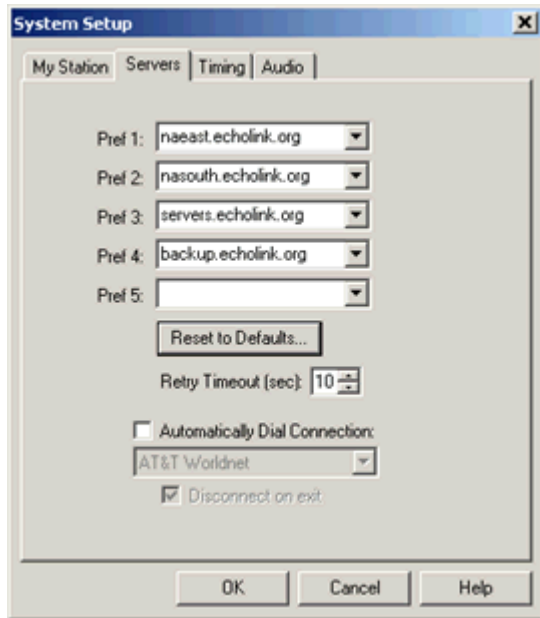 System Setup
My Station Servers Timing Audio
Pref 1: naeast.echolink.org
Pref 2: nasouth.echolink.org
Pref 3: servers.echolink.org
Pref 4: backup.echolink.org
Pref 5:
Reset to Defaults...
Retry Timeout (sec): 10
Automatically Dial Connection:
AT&T Worldnet
Disconnect on exit
OK Cancel Help